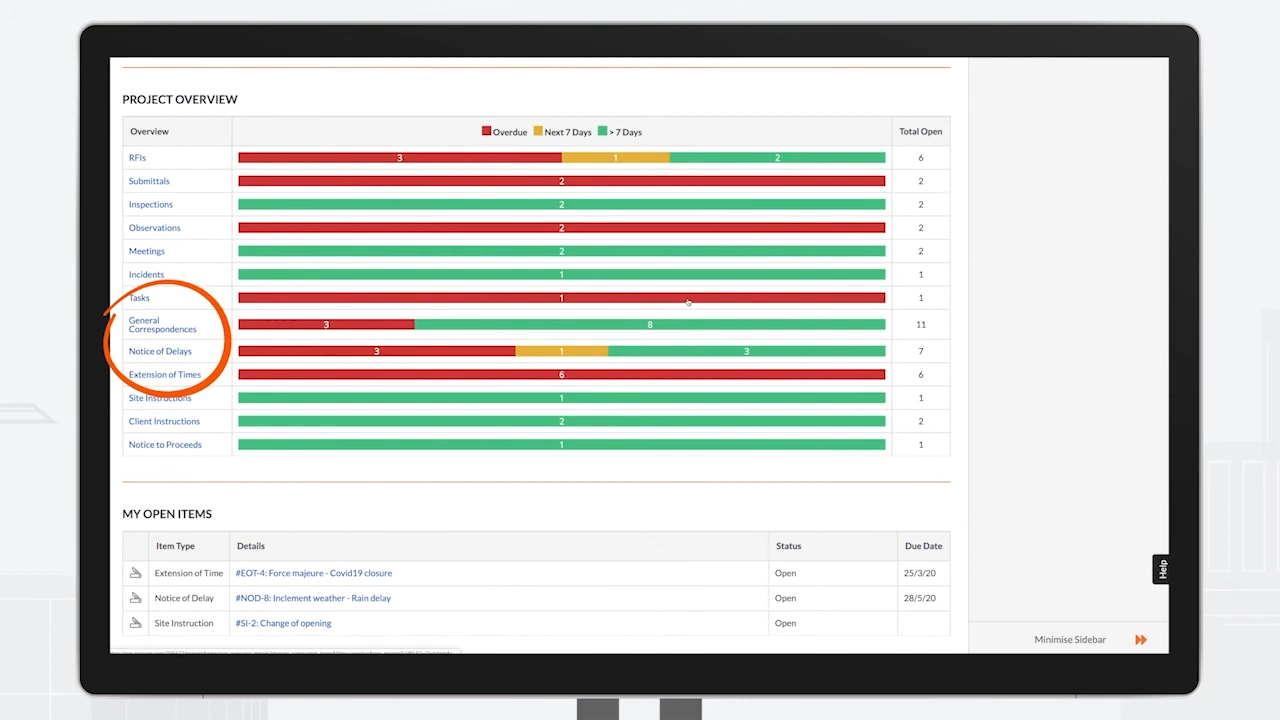 PROJECT OVERVIEW
Overview
Overdue Next 7 Days > 7 Days
Total Open
RFIs 3 1 2 6
Submittals 2 2
Inspections 2 2
Observations 2 2
Meetings 2 2
Incidents 1 1
Tasks 1 1
General
Correspondences 3 8 11
Notice of Delays 3 1 3 7
Extension of Times 6 6
Site Instructions 1 1
Client Instructions 2 2
Notice to Proceeds 1 1
MY OPEN ITEMS
Item Type Details Status Due Date
Extension of Time #EOT-4: Force majeure - Covid19 closure Open 25/3/20
Notice of Delay #NOD-8: Inclement weather - Rain delay Open 28/5/20
Site Instruction #SI-2: Change of opening Open
Help
Minimise Sidebar